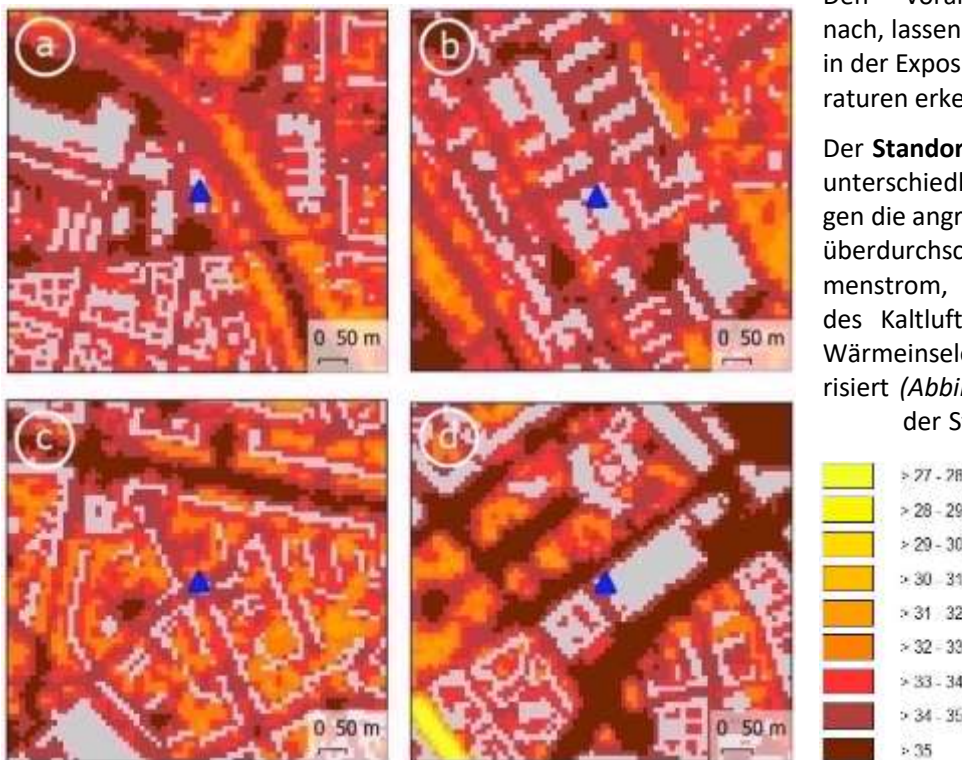 a
b
0 50 m
0 50 m
c
d
0 50 m
0 50 m
nach, lassen
in der Expos
raturen erke
Der Standor
unterschiedl
gen die angr
überdurchsc
menstrom,
des Kaltluft
Wärmeinsel
risiert (Abbi
der S
> 27 - 28
> 28 - 29
> 29 - 30
> 30 - 31
> 31 - 32
> 32 - 33
> 33 - 34
> 34 - 35
> 35